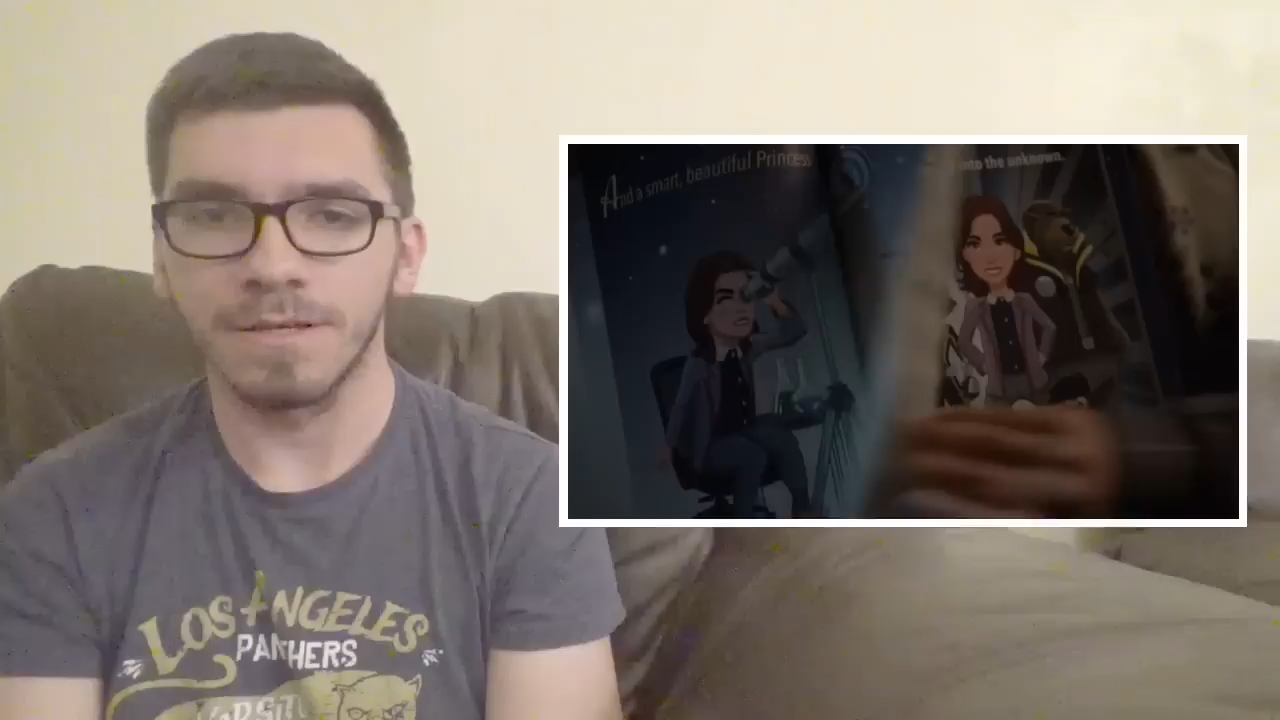 And a smart, beautiful Princess
into the unknown.
LOS ANGELES
PANTHERS